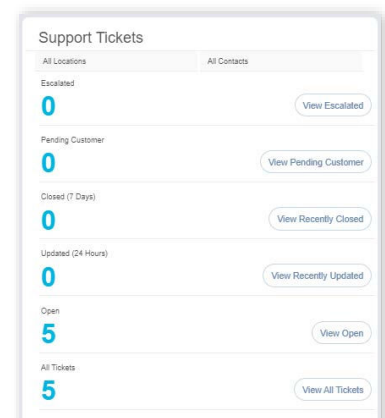 Support Tickets
All Locations All Contacts
Escalated
0 View Escalated
Pending Customer
0 View Pending Customer
Closed (7 Days)
0 View Recently Closed
Updated (24 Hours)
0 View Recently Updated
Open
5 View Open
All Tickets
5 View All Tickets